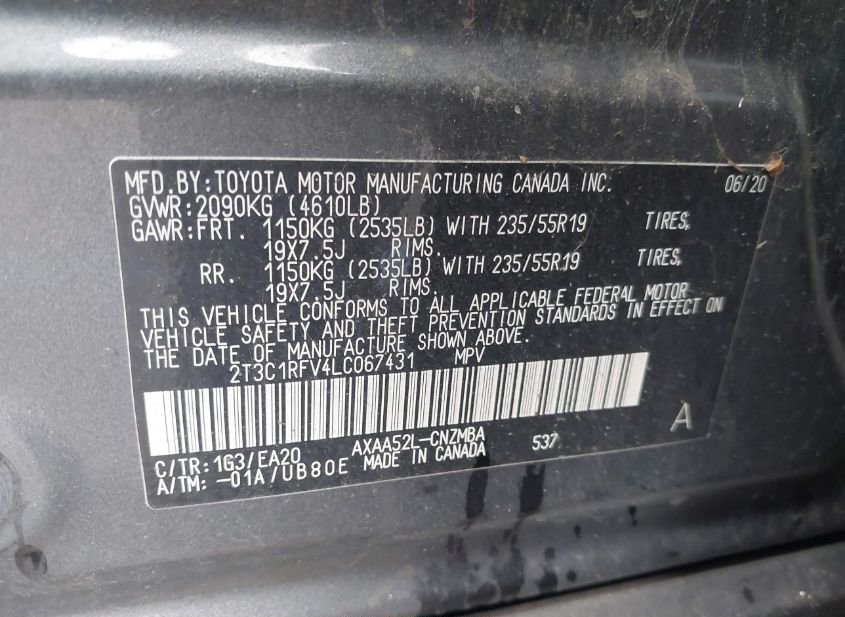 MFD.BY:TOYOTA MOTOR MANUFACTURING CANADA INC. 06/20
GVWR:2090KG (4610LB)
GAWR:FRT. 1150KG (2535LB) WITH 235/55R19 TIRES,
19X7.5J RIMS.
RR. 1150KG (2535LB) WITH 235/55R19 TIRES,
19X7.5J RIMS.
THIS VEHICLE CONFORMS TO ALL APPLICABLE FEDERAL MOTOR
VEHICLE SAFETY AND THEFT PREVENTION STANDARDS IN EFFECT ON
THE DATE OF MANUFACTURE SHOWN ABOVE.
2T3C1RFV4LC067431 MPV
A
C/TR:1G3/EA20 AXAA52L-CNZMBA 537
A/TM:-01A/UB80E MADE IN CANADA